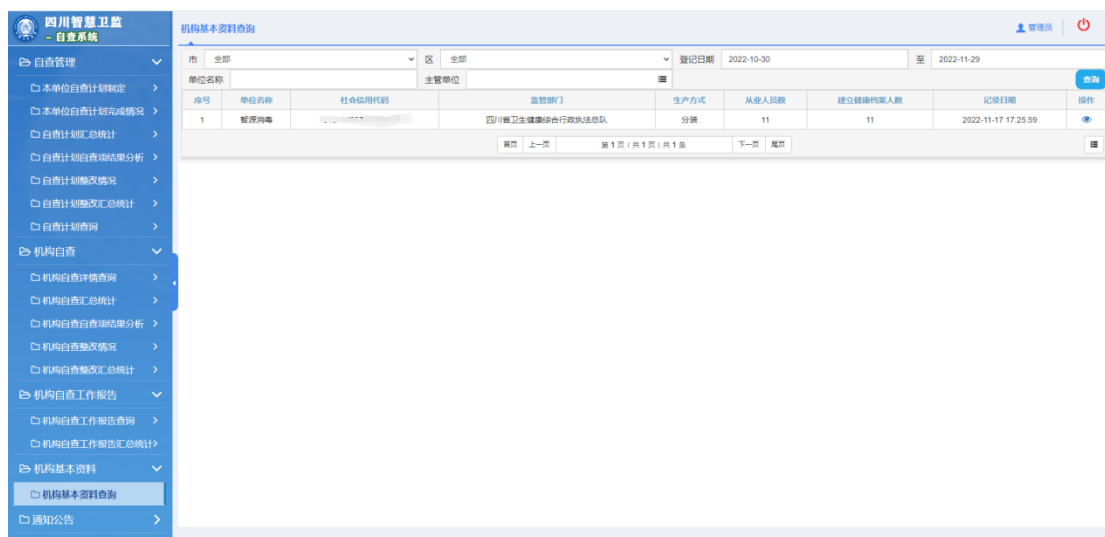 四川智慧卫监
– 自查系统
机构基本资料查询
管理员
自查管理
本单位自查计划制定
本单位自查计划完成情况
自查计划汇总统计
自查计划自查项结果分析
自查计划整改情况
自查计划整改汇总统计
自查计划查询
机构自查
机构自查详情查询
机构自查汇总统计
机构自查自查项结果分析
机构自查整改情况
机构自查整改汇总统计
机构自查工作报告
机构自查工作报告查询
机构自查工作报告汇总统计
机构基本资料
机构基本资料查询
通知公告
市 全部 区 全部 登记日期 2022-10-30 至 2022-11-29
单位名称 主管单位 查询
序号 单位名称 社会信用代码 监管部门 生产方式 从业人员数 建立健康档案人数 记录日期 操作
1 智源消毒 四川省卫生健康综合行政执法总队 分装 11 11 2022-11-17 17:25:59
首页 上一页 第 1 页 / 共 1 页 | 共 1 条 下一页 尾页